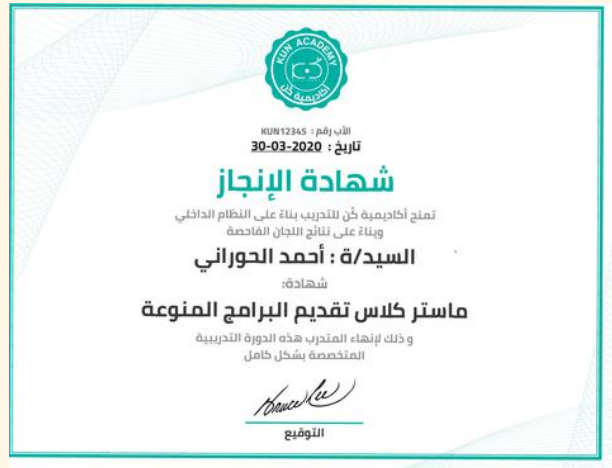 KUN ACADEMY
أكاديمية كُن
الأب رقم : KUN12345
تاريخ : 30-03-2020
شهادة الإنجاز
تمنح أكاديمية كُن للتدريب بناءً على النظام الداخلي
وبناءً على نتائج اللجان الفاحصة
السيد/ة : أحمد الحوراني
شهادة:
ماستر كلاس تقديم البرامج المنوعة
و ذلك لإنهاء المتدرب هذه الدورة التدريبية
المتخصصة بشكل كامل
Bruce Lee
التوقيع